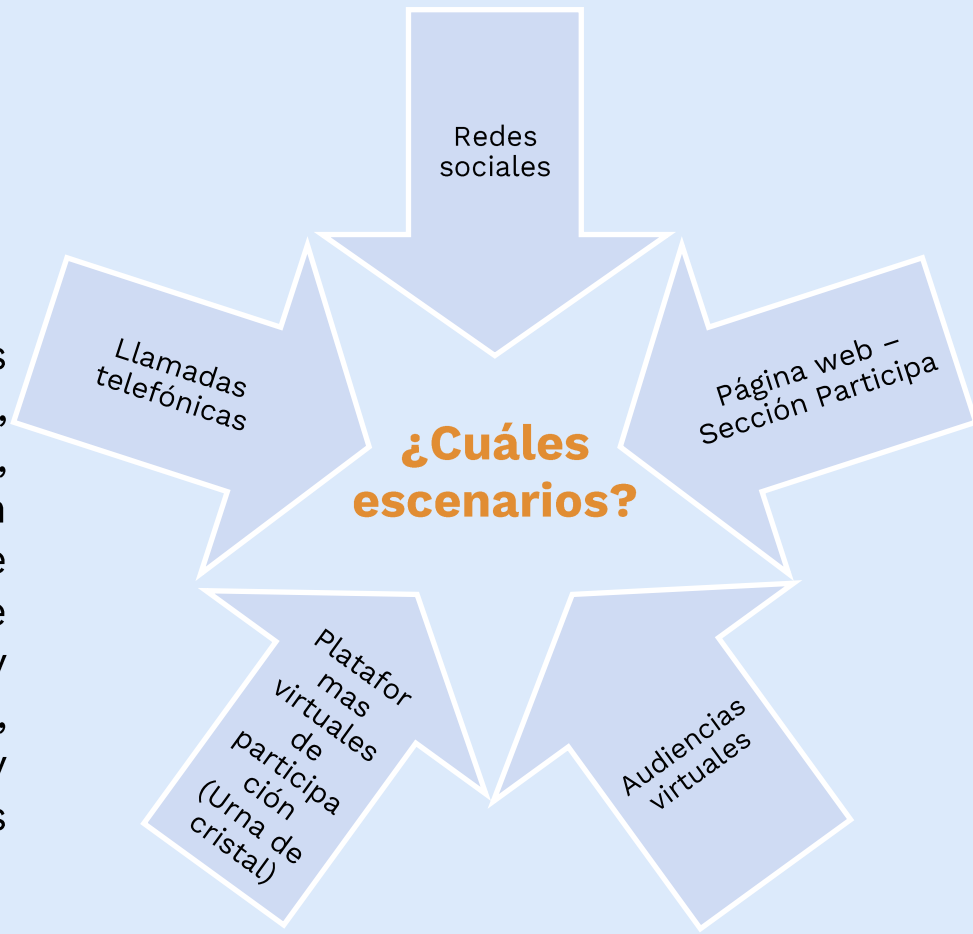 Redes
sociales
Llamadas
telefónicas
Página web –
Sección Participa
¿Cuáles
escenarios?
Platafor
mas
virtuales
de
participa
ción
(Urna de
cristal)
Audiencias
virtuales